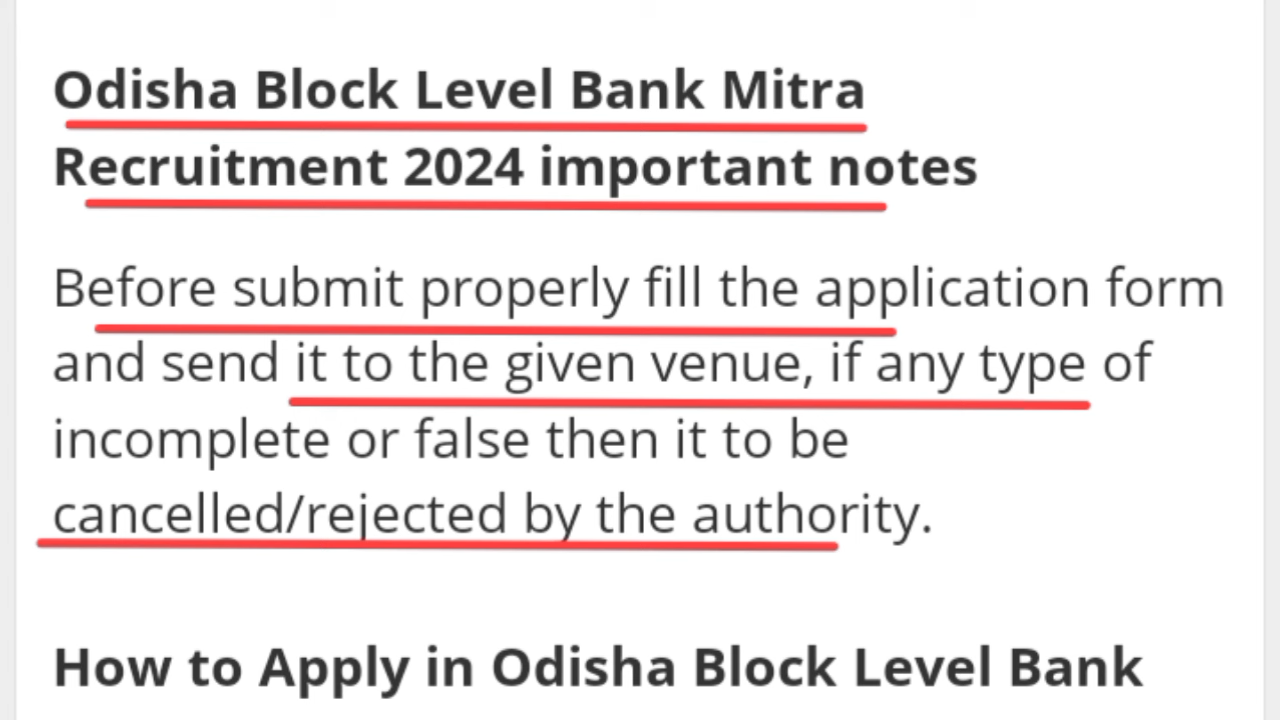 Odisha Block Level Bank Mitra
Recruitment 2024 important notes
Before submit properly fill the application form
and send it to the given venue, if any type of
incomplete or false then it to be
cancelled/rejected by the authority.
How to Apply in Odisha Block Level Bank